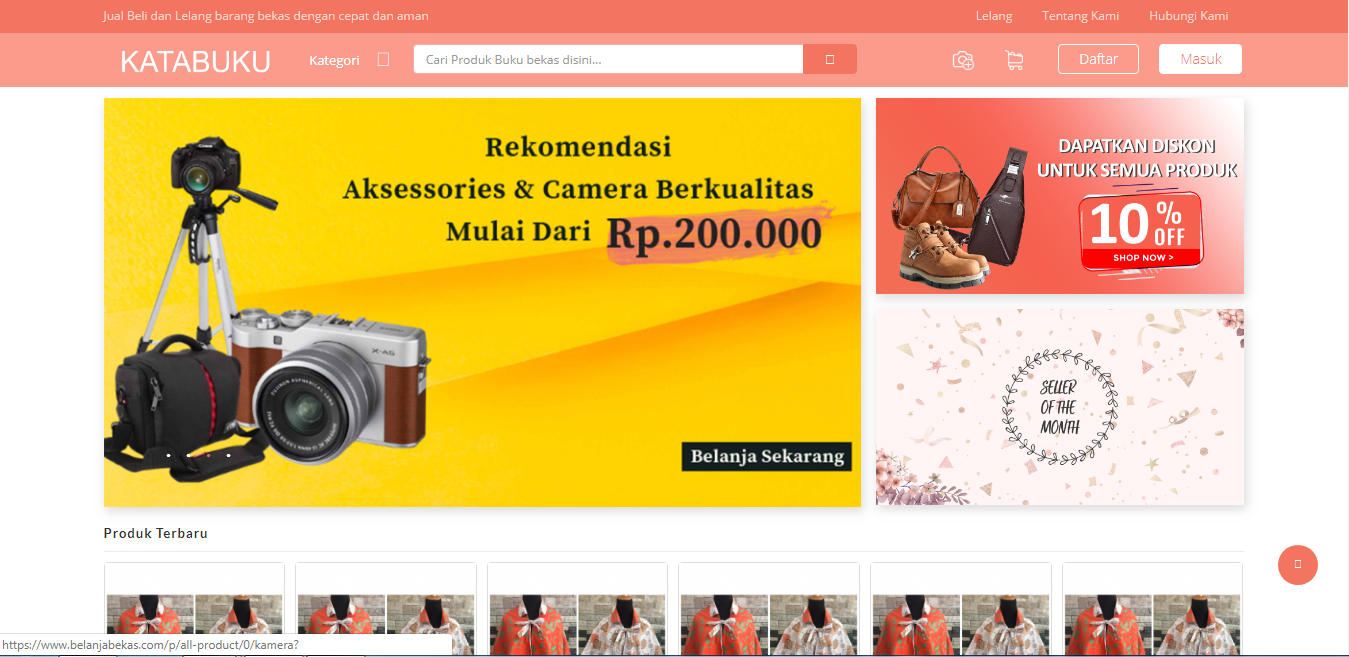 Jual Beli dan Lelang barang bekas dengan cepat dan aman
Lelang Tentang Kami Hubungi Kami
KATABUKU Kategori Cari Produk Buku bekas disini... Daftar Masuk
Rekomendasi
Aksessories & Camera Berkualitas
Mulai Dari Rp.200.000
Canon
X-A5
Belanja Sekarang
DAPATKAN DISKON
UNTUK SEMUA PRODUK
10% OFF
SHOP NOW >
SELLER
OF THE
MONTH
Produk Terbaru
https://www.belanjabekas.com/p/all-product/0/kamera?